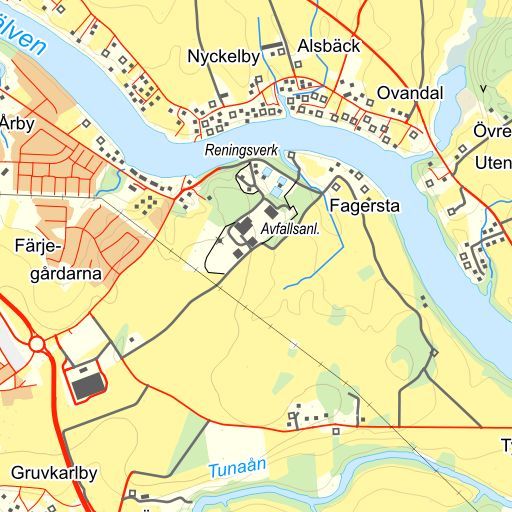 älven
Alsbäck
Nyckelby
Ovandal
Årby
Övre
Reningsverk
Uten
Fagersta
Avfallsanl.
Färje-
gårdarna
Gruvkarlby
Tunaån